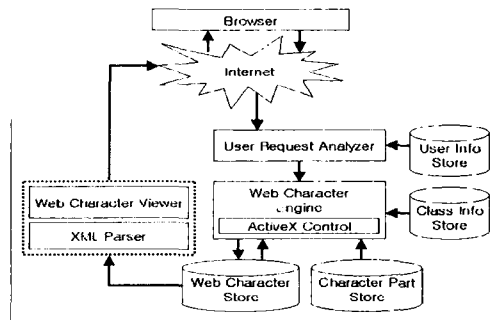 Browser
Internet
User Request Analyzer
User Info
Store
Web Character Viewer
XML Parser
Web Character
Engine
ActiveX Control
Class Info
Store
Web Character
Store
Character Part
Store